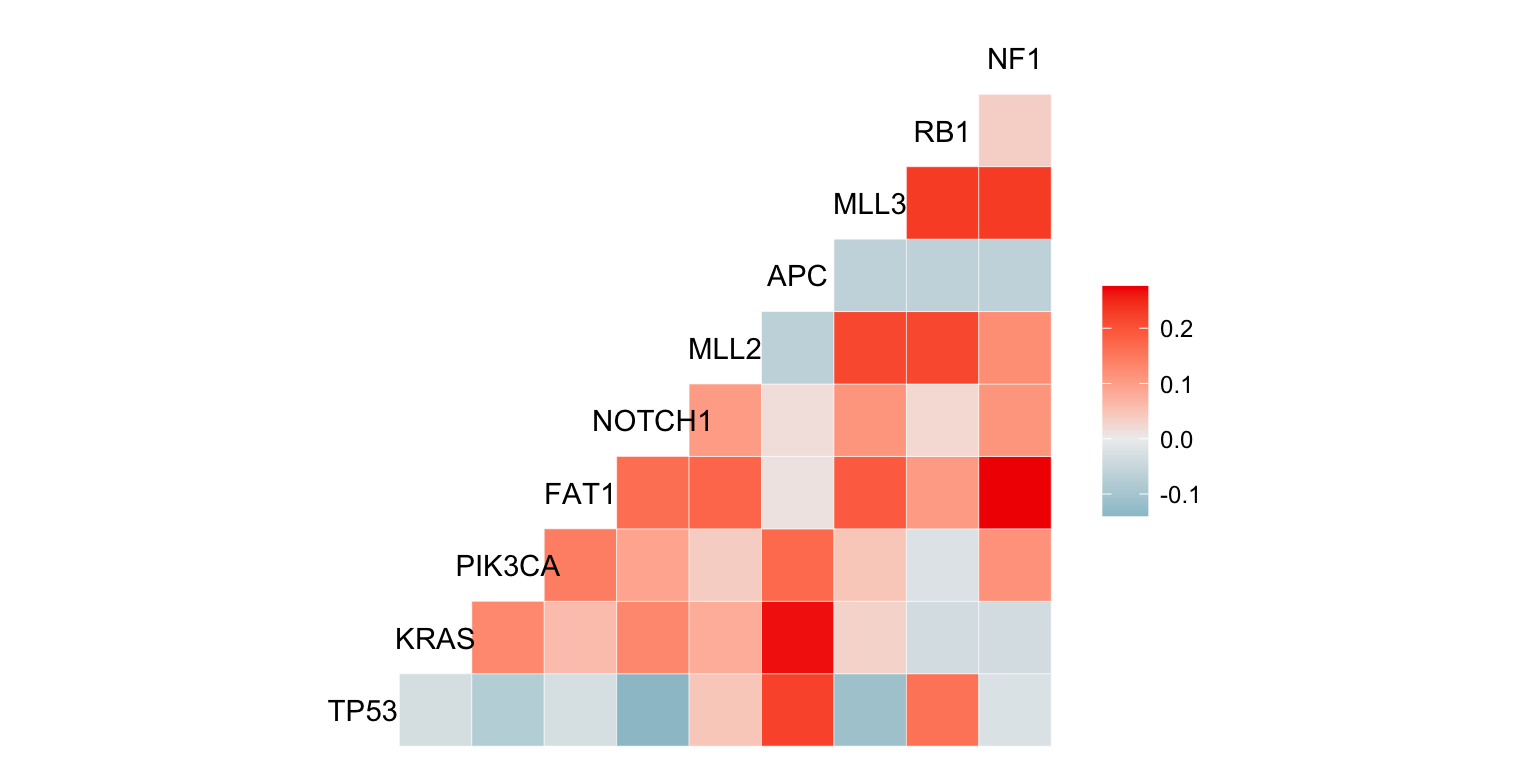 NF1
RB1
MLL3
APC
MLL2
NOTCH1
FAT1
PIK3CA
KRAS
TP53
0.2
0.1
0.0
-0.1